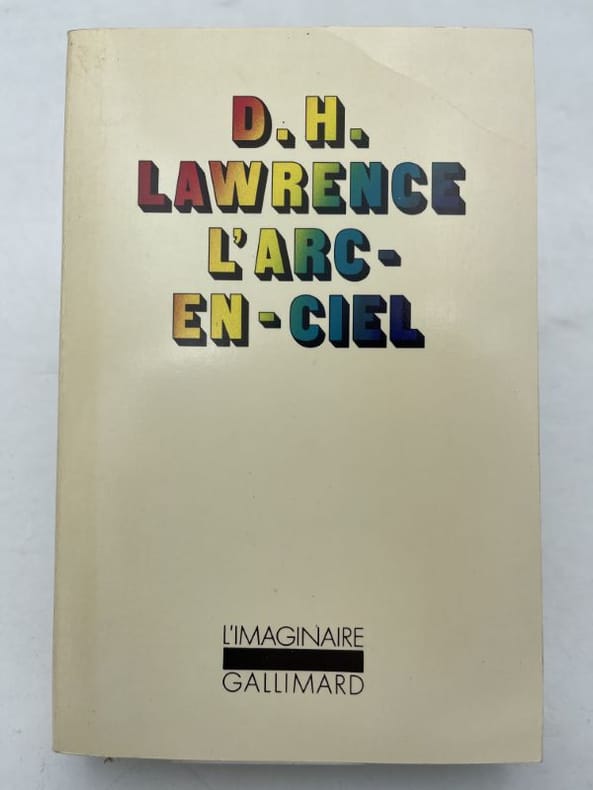 D. H.
LAWRENCE
L'ARC-
EN-CIEL
L'IMAGINAIRE
GALLIMARD